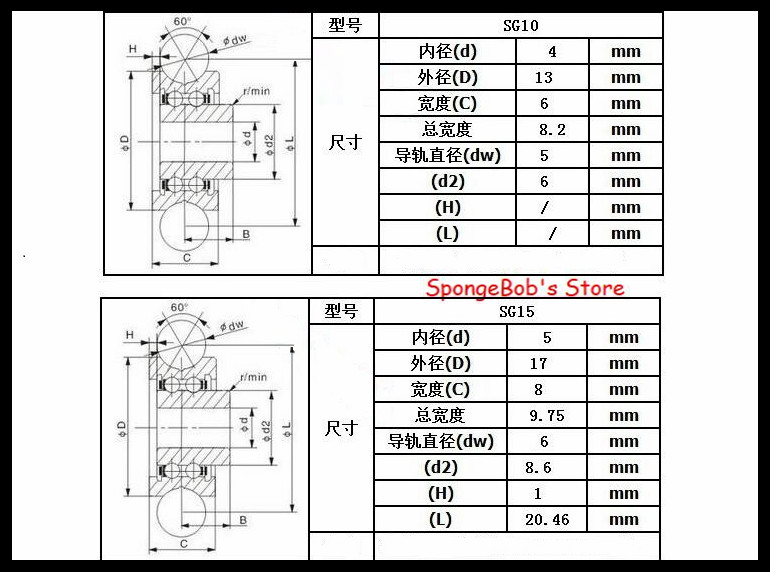 型号 SG10
尺寸
内径(d) 4 mm
外径(D) 13 mm
宽度(C) 6 mm
总宽度 8.2 mm
导轨直径(dw) 5 mm
(d2) 6 mm
(H) / mm
(L) / mm
60°
H
ϕdw
r/min
ϕD
ϕd
ϕd2
ϕL
B
C
SpongeBob's Store
型号 SG15
尺寸
内径(d) 5 mm
外径(D) 17 mm
宽度(C) 8 mm
总宽度 9.75 mm
导轨直径(dw) 6 mm
(d2) 8.6 mm
(H) 1 mm
(L) 20.46 mm
60°
H
ϕdw
r/min
ϕD
ϕd
ϕd2
ϕL
B
C